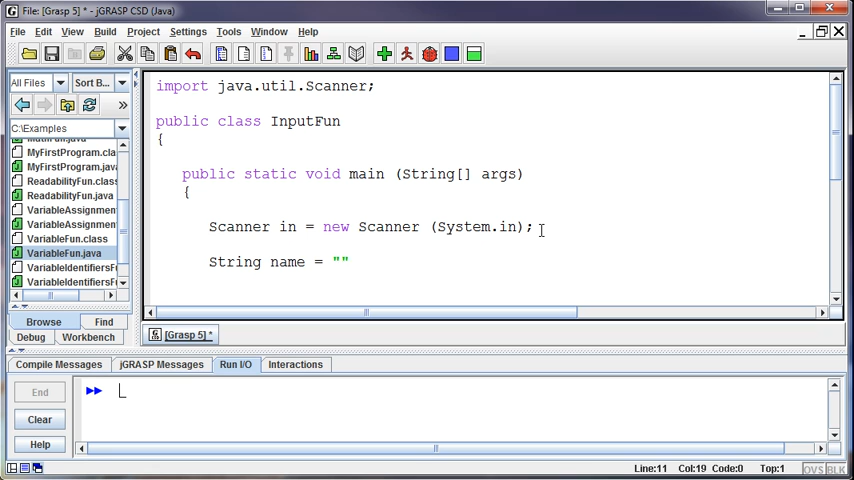 File: [Grasp 5] * - jGRASP CSD (Java)
File Edit View Build Project Settings Tools Window Help
All Files Sort B...
C:\Examples
MyFirstProgram.cla
MyFirstProgram.java
ReadabilityFun.class
ReadabilityFun.java
VariableAssignment
VariableAssignment
VariableFun.class
VariableFun.java
VariableIdentifiersFu
VariableIdentifiersFu
Browse Find
Debug Workbench
import java.util.Scanner;
public class InputFun
{
public static void main (String[] args)
{
Scanner in = new Scanner (System.in);
String name = ""
[Grasp 5] *
Compile Messages jGRASP Messages Run I/O Interactions
End
Clear
Help
Line:11 Col:19 Code:0 Top:1 OVS BLK